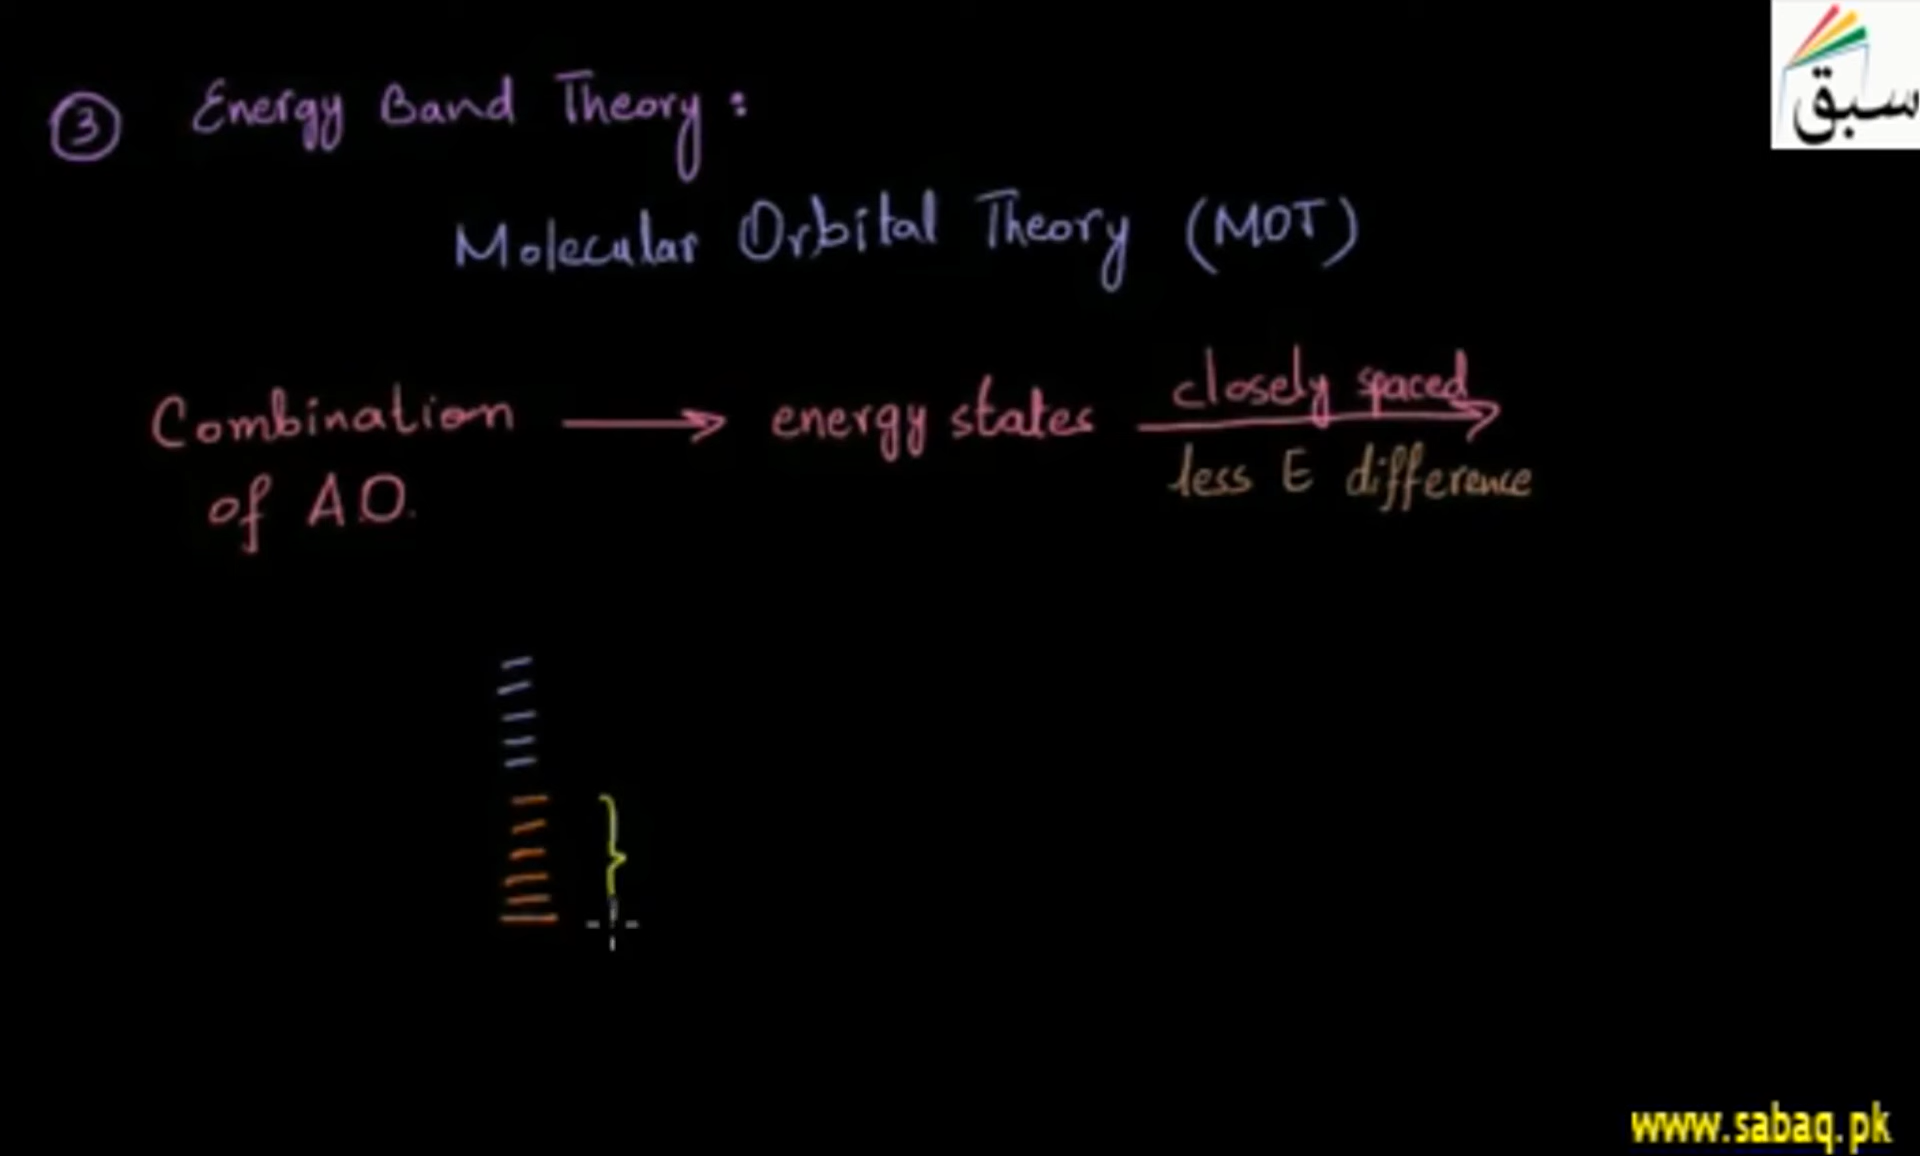 سبق
③ Energy Band Theory :
Molecular Orbital Theory (MOT)
Combination → energy states closely spaced →
of A.O. less E difference
www.sabaq.pk